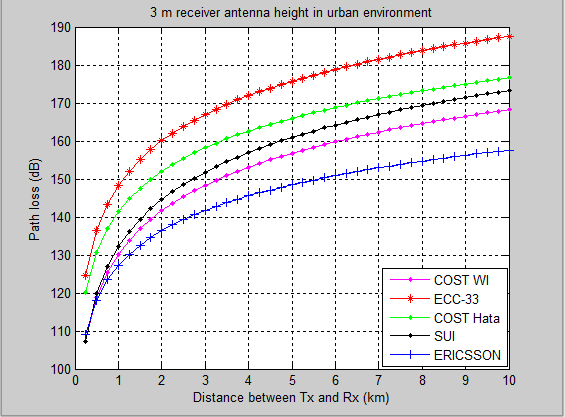 3 m receiver antenna height in urban environment
190
180
170
160
150
140
130
120
110
100
Path loss (dB)
0 1 2 3 4 5 6 7 8 9 10
Distance between Tx and Rx (km)
COST WI
ECC-33
COST Hata
SUI
ERICSSON